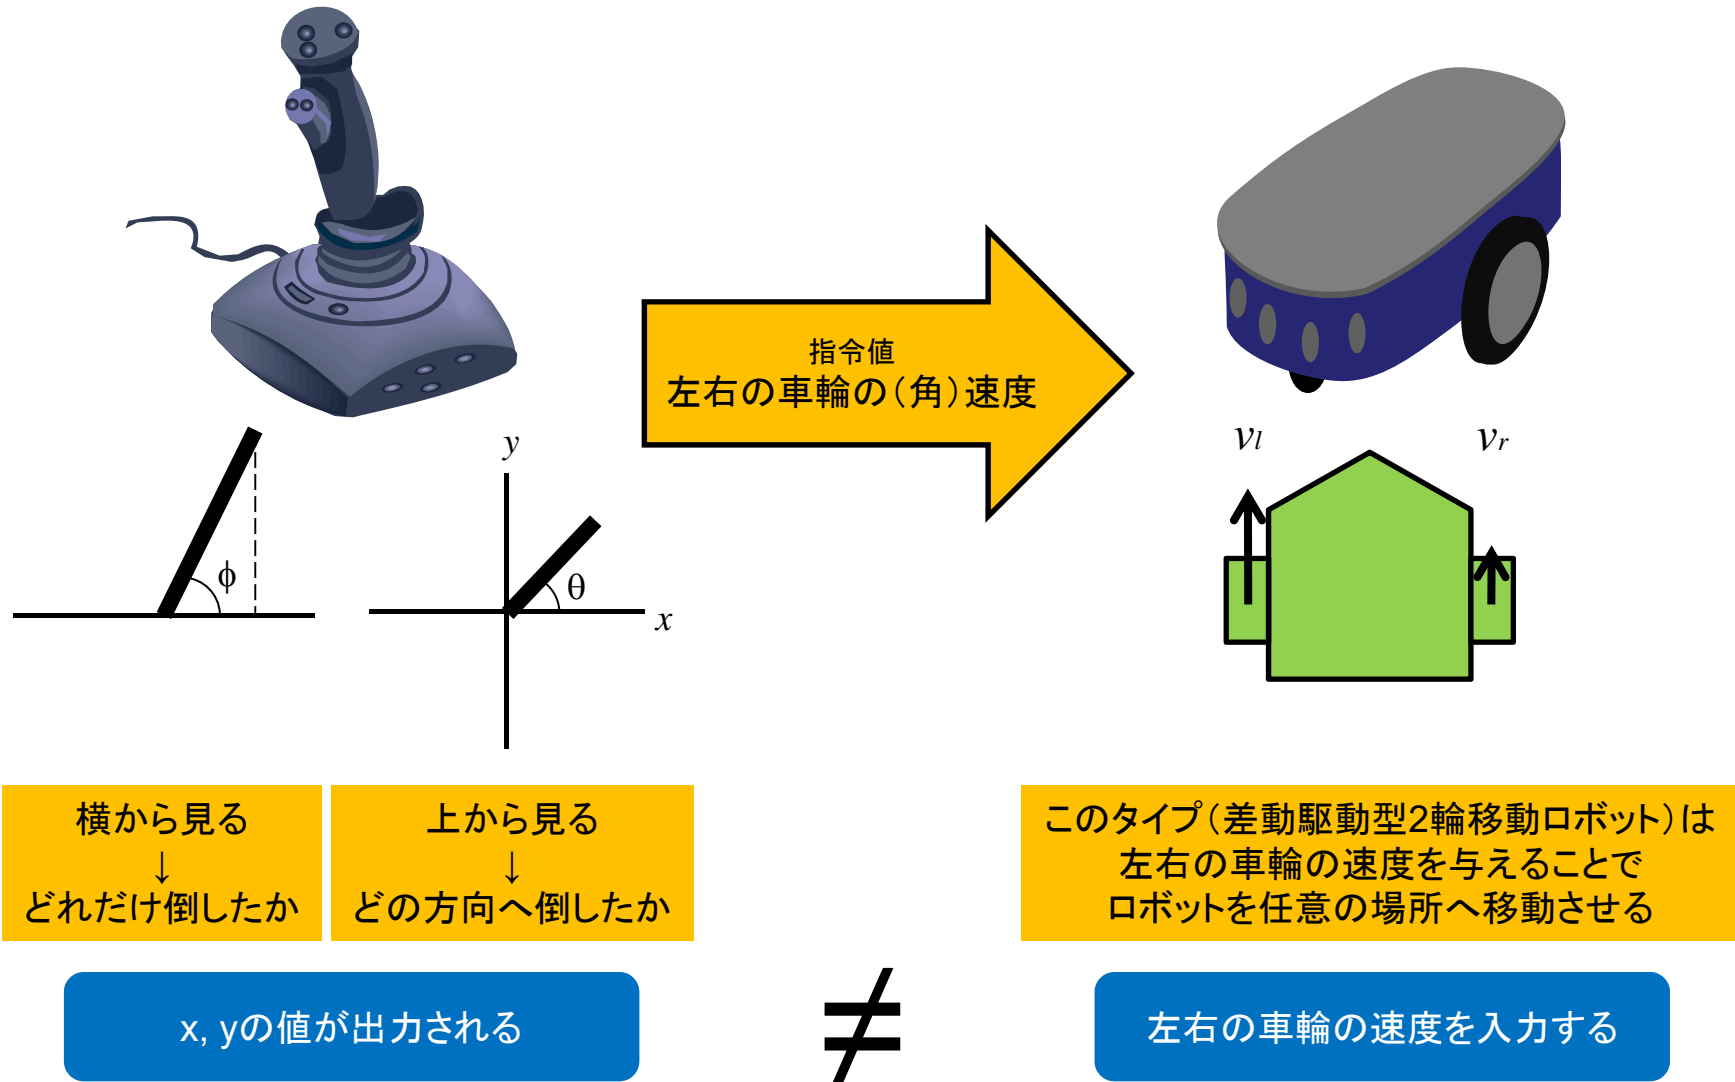 指令値
左右の車輪の（角）速度
y
x
ϕ
θ
vl
vr
横から見る
↓
どれだけ倒したか
上から見る
↓
どの方向へ倒したか
このタイプ（差動駆動型2輪移動ロボット）は
左右の車輪の速度を与えることで
ロボットを任意の場所へ移動させる
x, yの値が出力される
≠
左右の車輪の速度を入力する